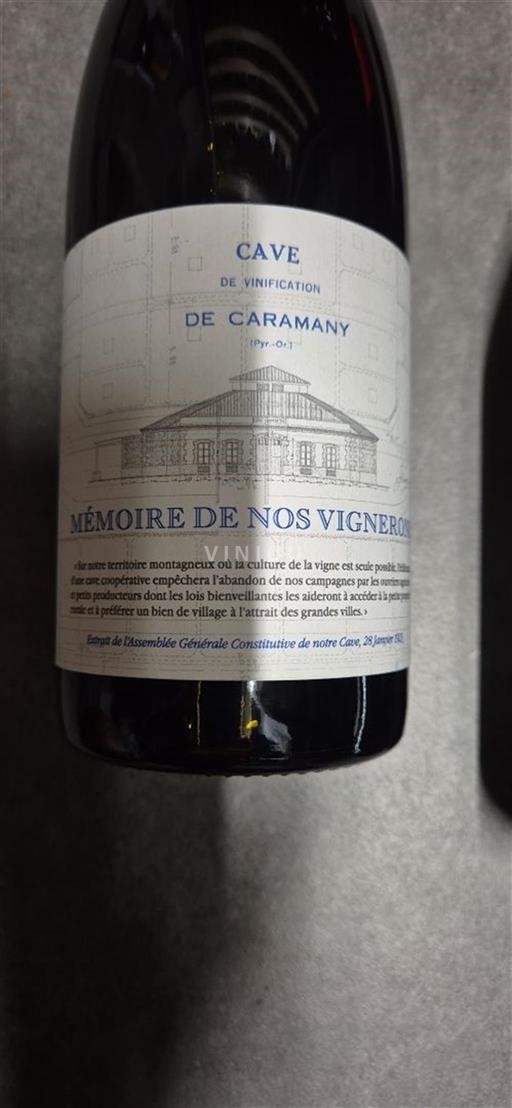 CAVE
DE VINIFICATION
DE CARAMANY
(Pyr.-Or.)
MÉMOIRE DE NOS VIGNERONS
VINI
« Sur notre territoire montagneux où la culture de la vigne est seule possible,
d'une cave coopérative empêchera l'abandon de nos campagnes par les ouvriers
et petits producteurs dont les lois bienveillantes les aideront à accéder à la petite
rurale et à préférer un bien de village à l'attrait des grandes villes. »
Extrait de l'Assemblée Générale Constitutive de notre Cave, 28 Janvier